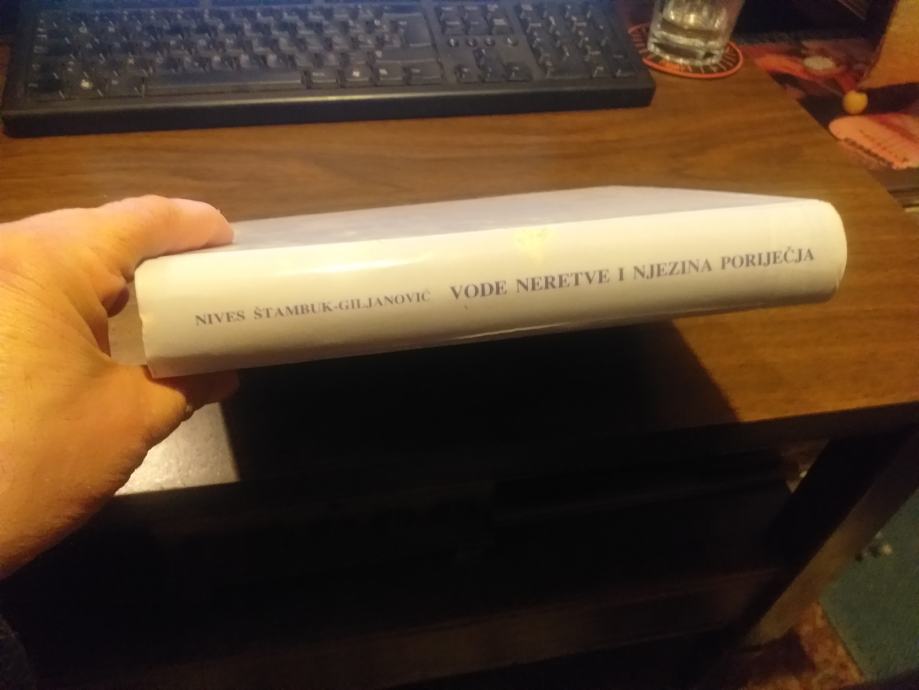 NIVES ŠTAMBUK-GILJANOVIĆ VODE NERETVE I NJEZINA PORIJEČJA